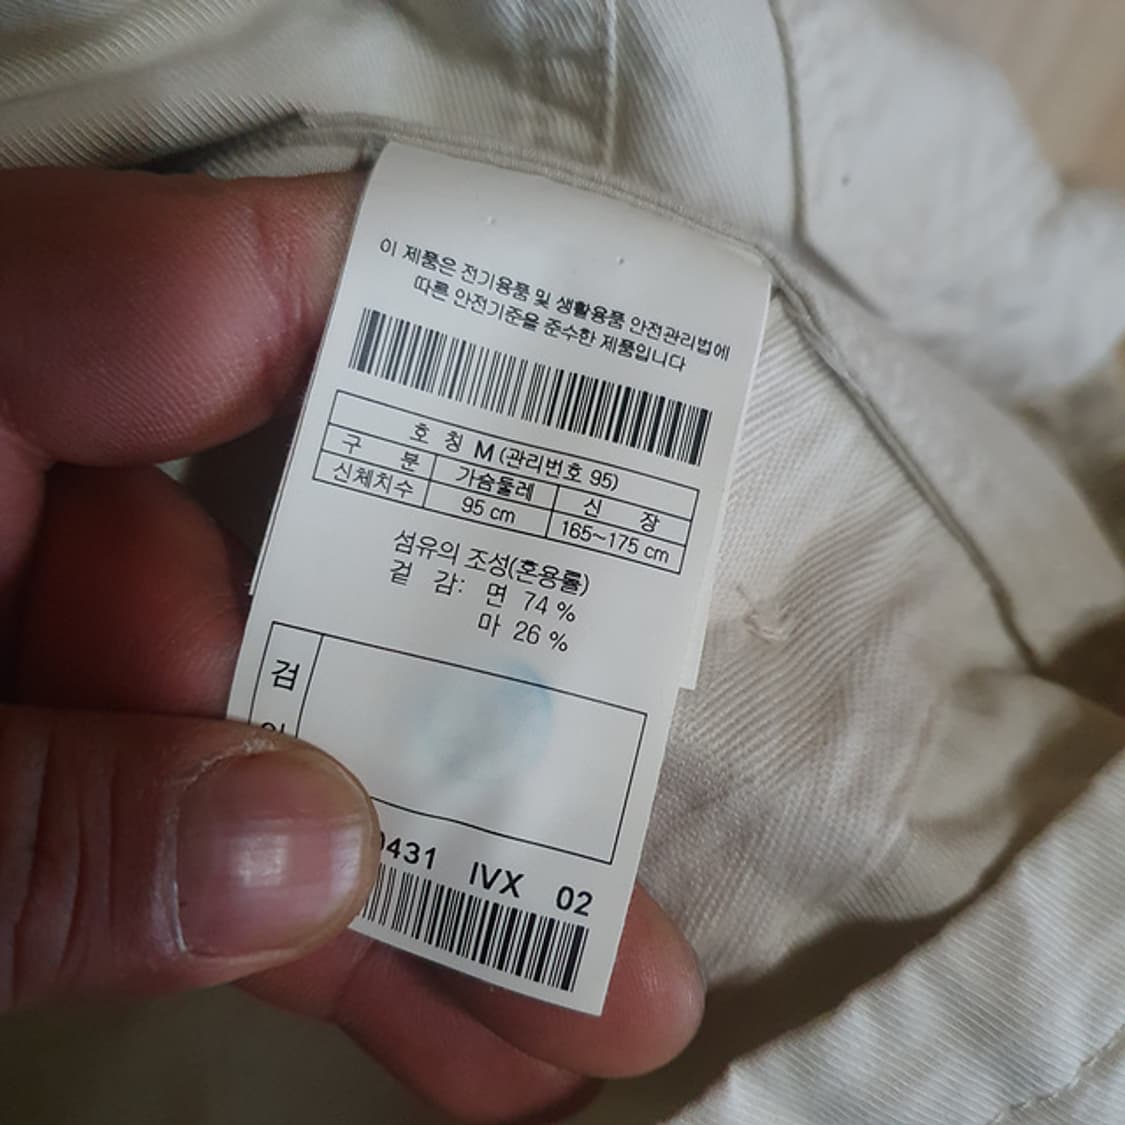 이 제품은 전기용품 및 생활용품 안전관리법에
따른 안전기준을 준수한 제품입니다
호 칭 M (관리번호 95)
구 분 가슴둘레 신 장
신체치수 95 cm 165~175 cm
섬유의 조성(혼용률)
겉 감: 면 74 %
마 26 %
검
431 IVX 02